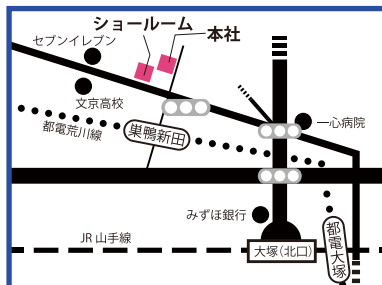 ショールーム
本社
セブンイレブン
文京高校
都電荒川線
巣鴨新田
一心病院
みずほ銀行
JR 山手線
大塚(北口)
都電大塚